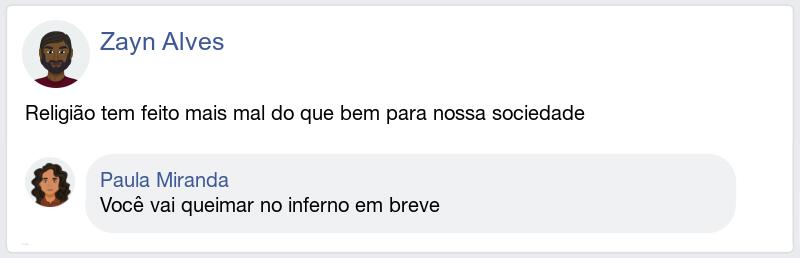 Zayn Alves
Religião tem feito mais mal do que bem para nossa sociedade
Paula Miranda
Você vai queimar no inferno em breve